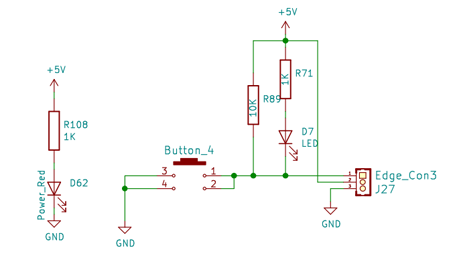 +5V
+5V
R71
1K
R89
10K
R108
1K
D7
LED
Button_4
3
1
4
2
Edge_Con3
J27
1
2
3
D62
Power_Red
GND
GND
GND